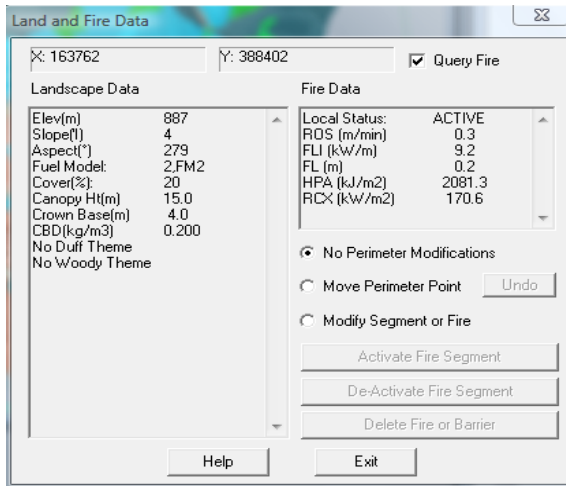 Land and Fire Data
X: 163762 Y: 388402 Query Fire
Landscape Data
Elev(m) 887
Slope(°) 4
Aspect(°) 279
Fuel Model: 2,FM2
Cover(%): 20
Canopy Ht(m) 15.0
Crown Base(m) 4.0
CBD(kg/m3) 0.200
No Duff Theme
No Woody Theme
Fire Data
Local Status: ACTIVE
ROS (m/min) 0.3
FLI (kW/m) 9.2
FL (m) 0.2
HPA (kJ/m2) 2081.3
RCX (kW/m2) 170.6
No Perimeter Modifications
Move Perimeter Point Undo
Modify Segment or Fire
Activate Fire Segment
De-Activate Fire Segment
Delete Fire or Barrier
Help Exit